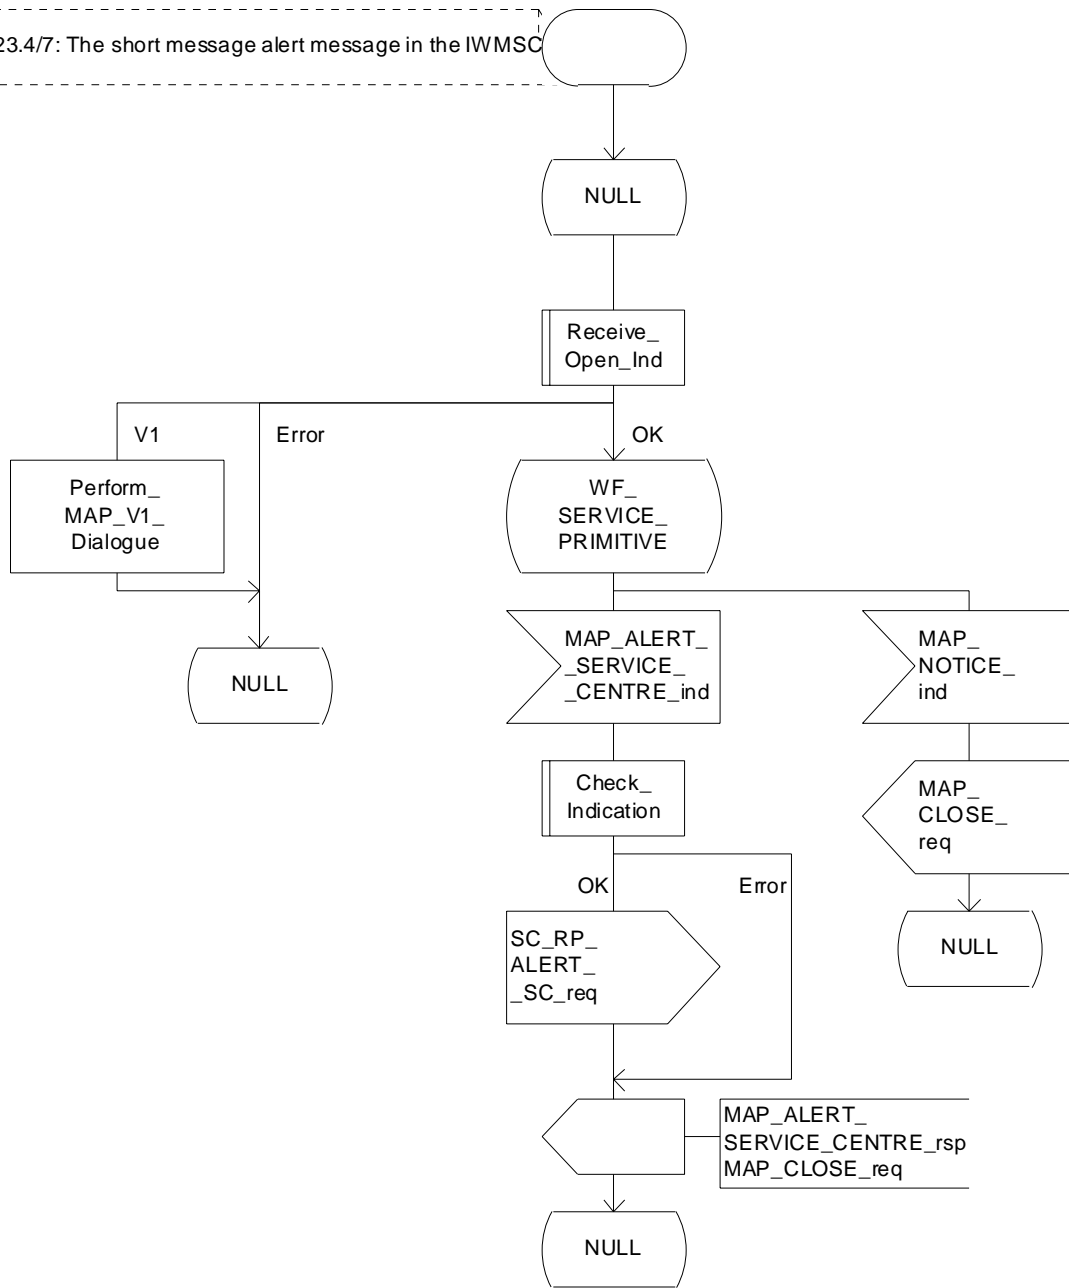 23.4/7: The short message alert message in the IWMSC
NULL
Receive_
Open_Ind
V1
Error
OK
Perform_
MAP_V1_
Dialogue
WF_
SERVICE_
PRIMITIVE
NULL
MAP_ALERT_
_SERVICE_
_CENTRE_ind
MAP_
NOTICE_
ind
Check_
Indication
MAP_
CLOSE_
req
OK
Error
SC_RP_
ALERT_
_SC_req
NULL
MAP_ALERT_
SERVICE_CENTRE_rsp
MAP_CLOSE_req
NULL